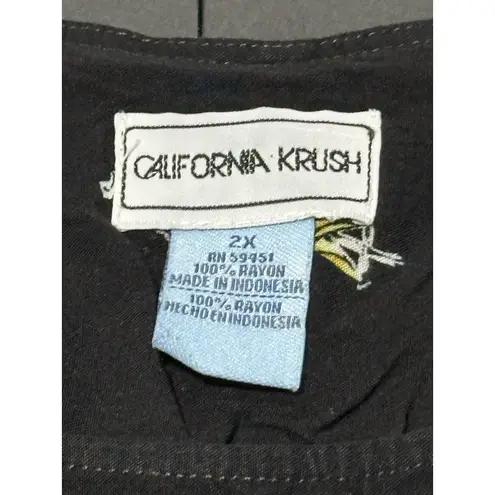 CALIFORNIA KRUSH
2X
RN 59451
100% RAYON
MADE IN INDONESIA
100% RAYON
HECHO EN INDONESIA